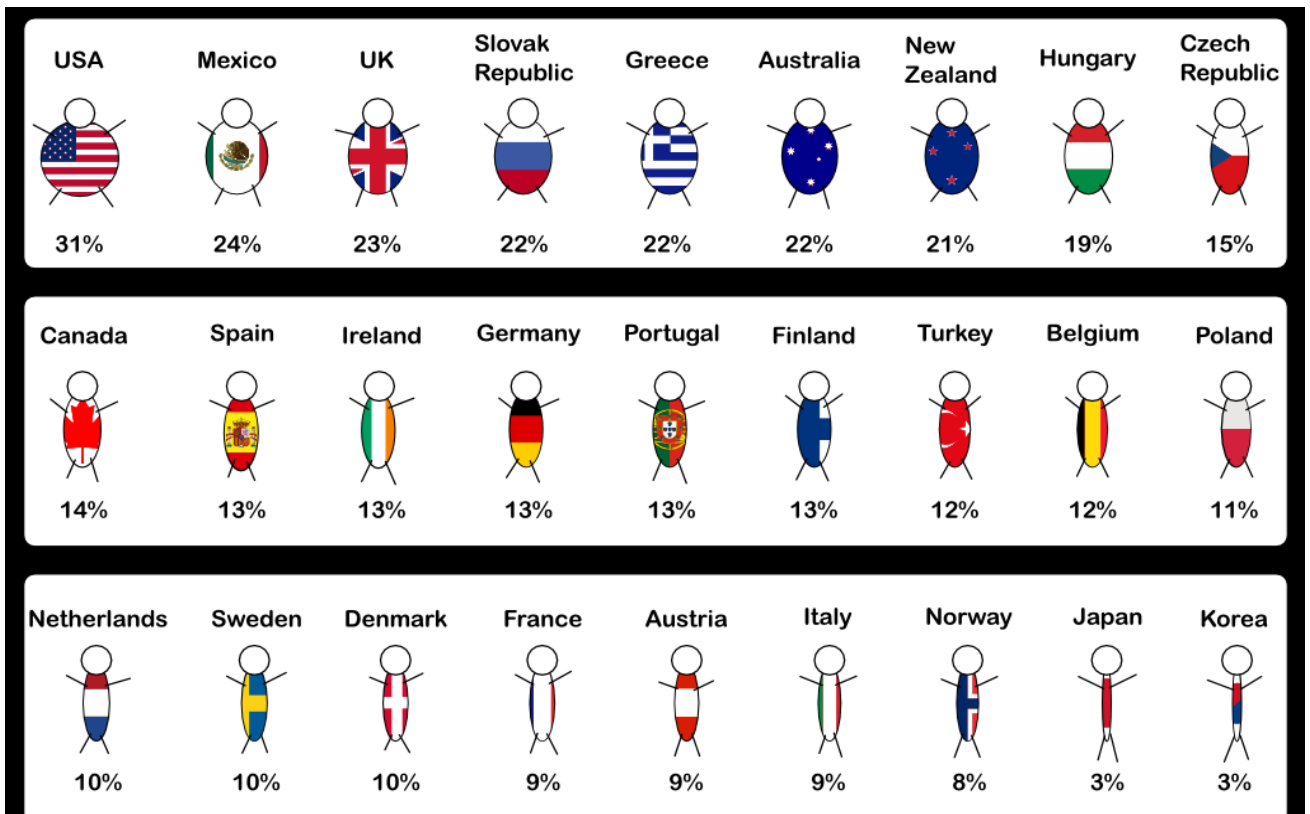 USA Mexico UK Slovak Republic Greece Australia New Zealand Hungary Czech Republic
31% 24% 23% 22% 22% 22% 21% 19% 15%
Canada Spain Ireland Germany Portugal Finland Turkey Belgium Poland
14% 13% 13% 13% 13% 13% 12% 12% 11%
Netherlands Sweden Denmark France Austria Italy Norway Japan Korea
10% 10% 10% 9% 9% 9% 8% 3% 3%